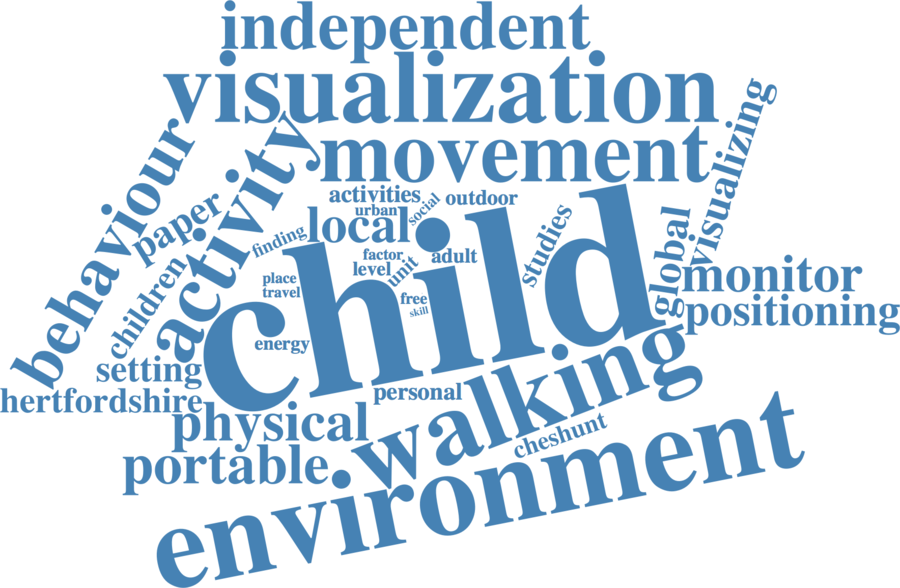 independent
visualization
movement
visualizing
behaviour
activity
paper
activities
outdoor
urban
social
local
finding
child
studies
global
factor
adult
level
unit
children
place
travel
free
skill
monitor
positioning
energy
setting
personal
hertfordshire
physical
walking
cheshunt
portable
environment